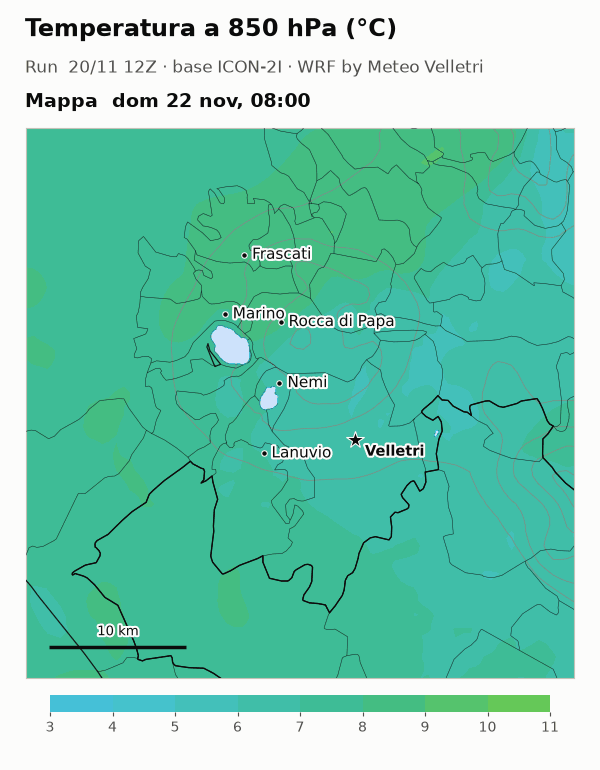 Temperatura a 850 hPa (°C)
Run  20/11 12Z · base ICON-2I · WRF by Meteo Velletri
Mappa  dom 22 nov, 08:00
Frascati
Marino
Rocca di Papa
Nemi
Velletri
Lanuvio
10 km
3 4 5 6 7 8 9 10 11